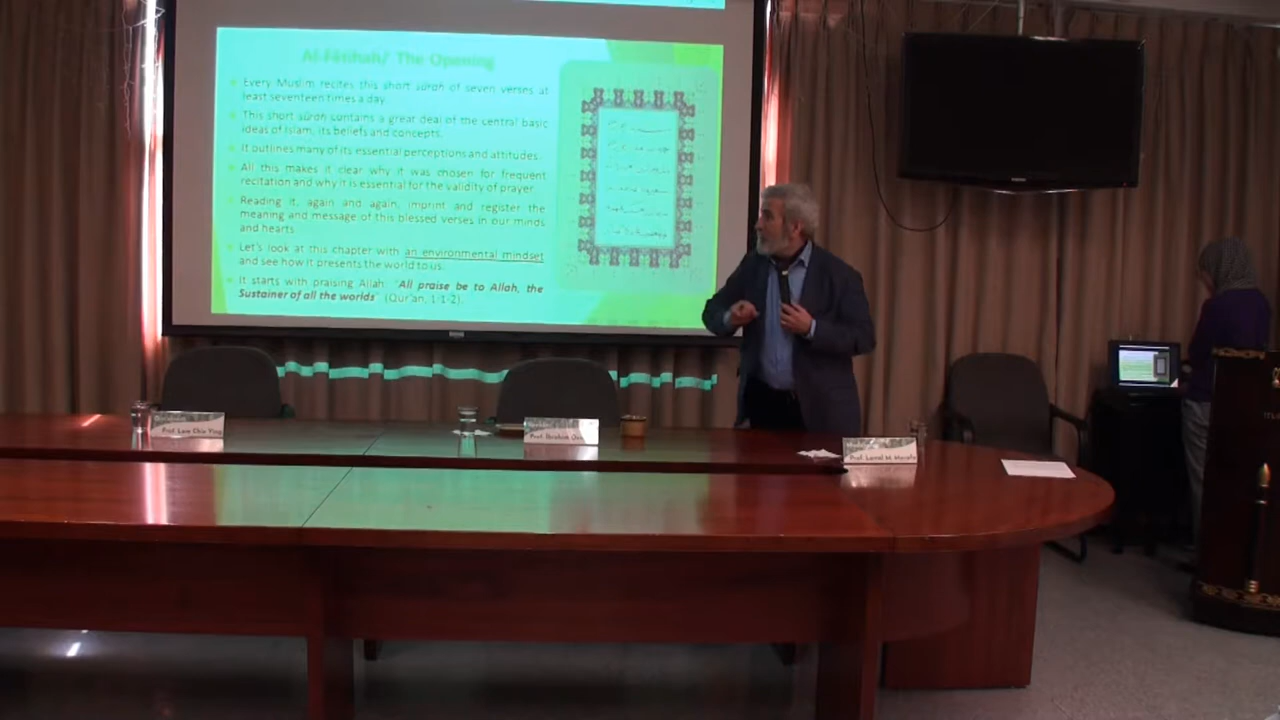 Al-Fātihah/ The Opening
Every Muslim recites this short sūrah of seven verses at
least seventeen times a day.
This short sūrah contains a great deal of the central basic
ideas of Islam, its beliefs and concepts.
It outlines many of its essential perceptions and attitudes.
All this makes it clear why it was chosen for frequent
recitation and why it is essential for the validity of prayer
Reading it, again and again, imprint and register the
meaning and message of this blessed verses in our minds
and hearts
Let's look at this chapter with an environmental mindset
and see how it presents the world to us.
It starts with praising Allah: "All praise be to Allah, the
Sustainer of all the worlds" (Qur'an, 1:1-2).
Prof. Ibrahim
Prof.
Prof.